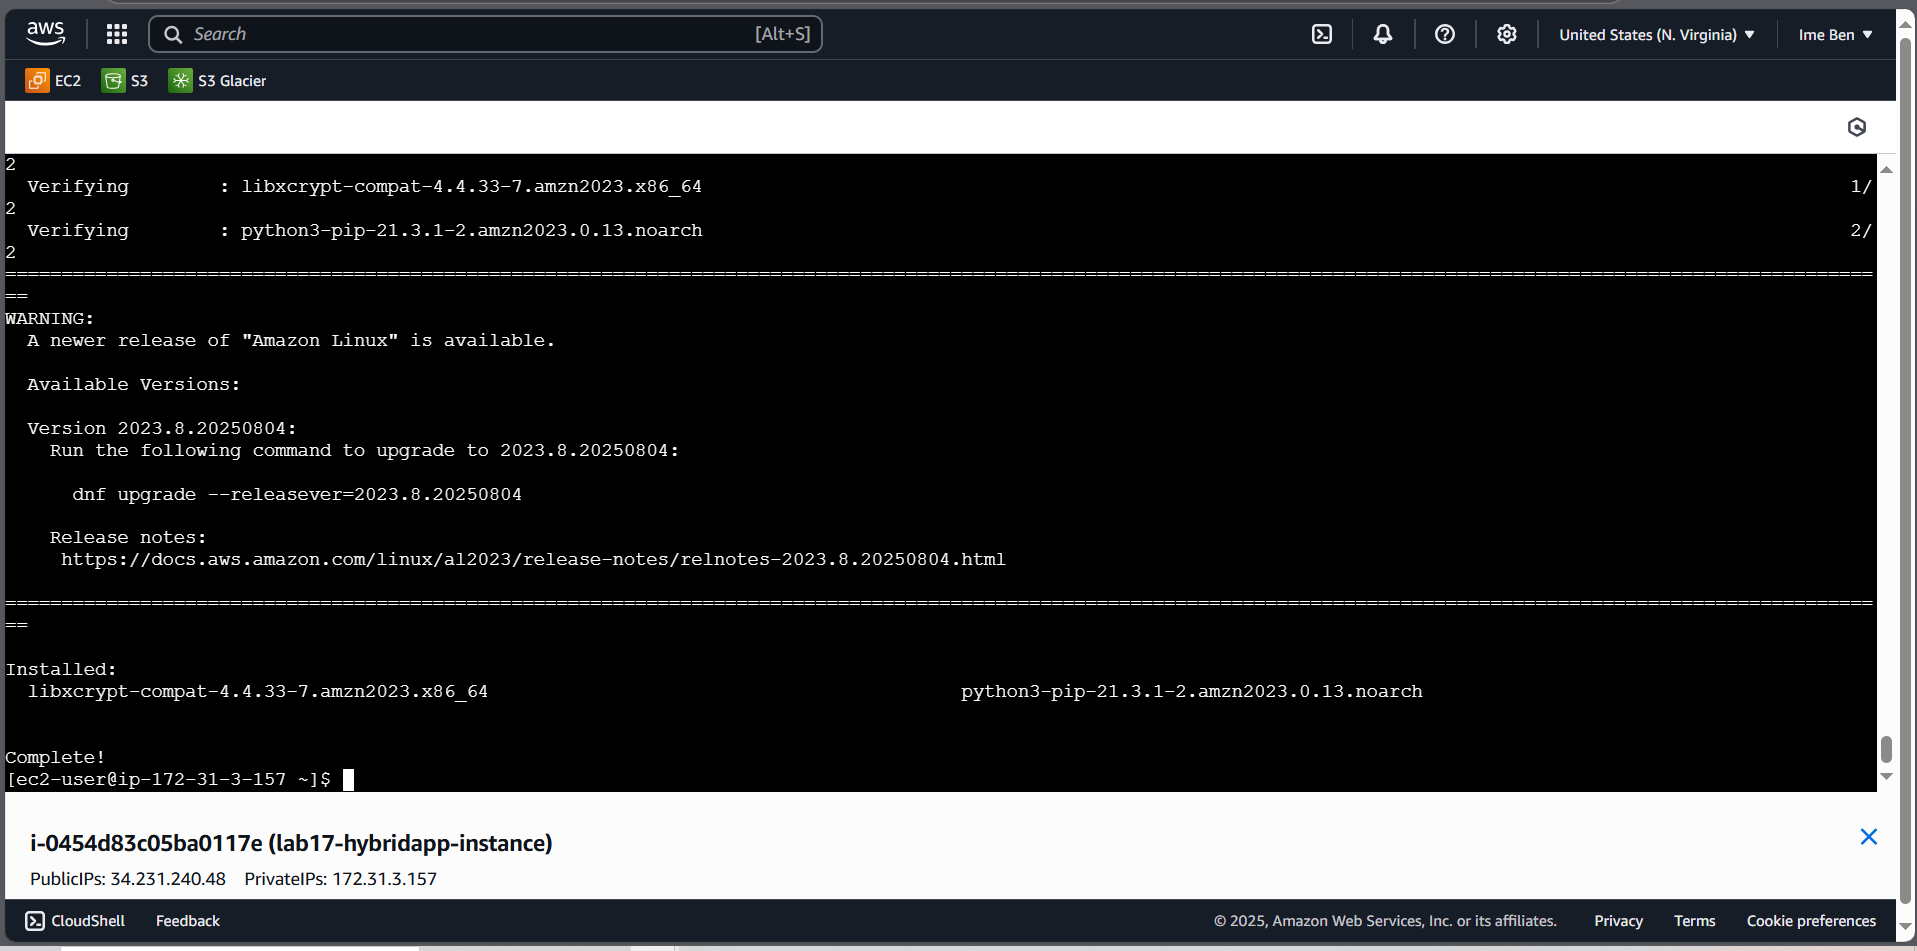 aws
Search [Alt+S]
United States (N. Virginia) ▼
Ime Ben ▼
EC2
S3
S3 Glacier
2
  Verifying        : libxcrypt-compat-4.4.33-7.amzn2023.x86_64 1/
2
  Verifying        : python3-pip-21.3.1-2.amzn2023.0.13.noarch 2/
2
======================================================================================================================================================================
==
WARNING:
  A newer release of "Amazon Linux" is available.
  Available Versions:
  Version 2023.8.20250804:
    Run the following command to upgrade to 2023.8.20250804:
      dnf upgrade --releasever=2023.8.20250804
    Release notes:
     https://docs.aws.amazon.com/linux/al2023/release-notes/relnotes-2023.8.20250804.html
======================================================================================================================================================================
==
Installed:
  libxcrypt-compat-4.4.33-7.amzn2023.x86_64                                          python3-pip-21.3.1-2.amzn2023.0.13.noarch
Complete!
[ec2-user@ip-172-31-3-157 ~]$
i-0454d83c05ba0117e (lab17-hybridapp-instance)
PublicIPs: 34.231.240.48 PrivateIPs: 172.31.3.157
CloudShell Feedback © 2025, Amazon Web Services, Inc. or its affiliates. Privacy Terms Cookie preferences